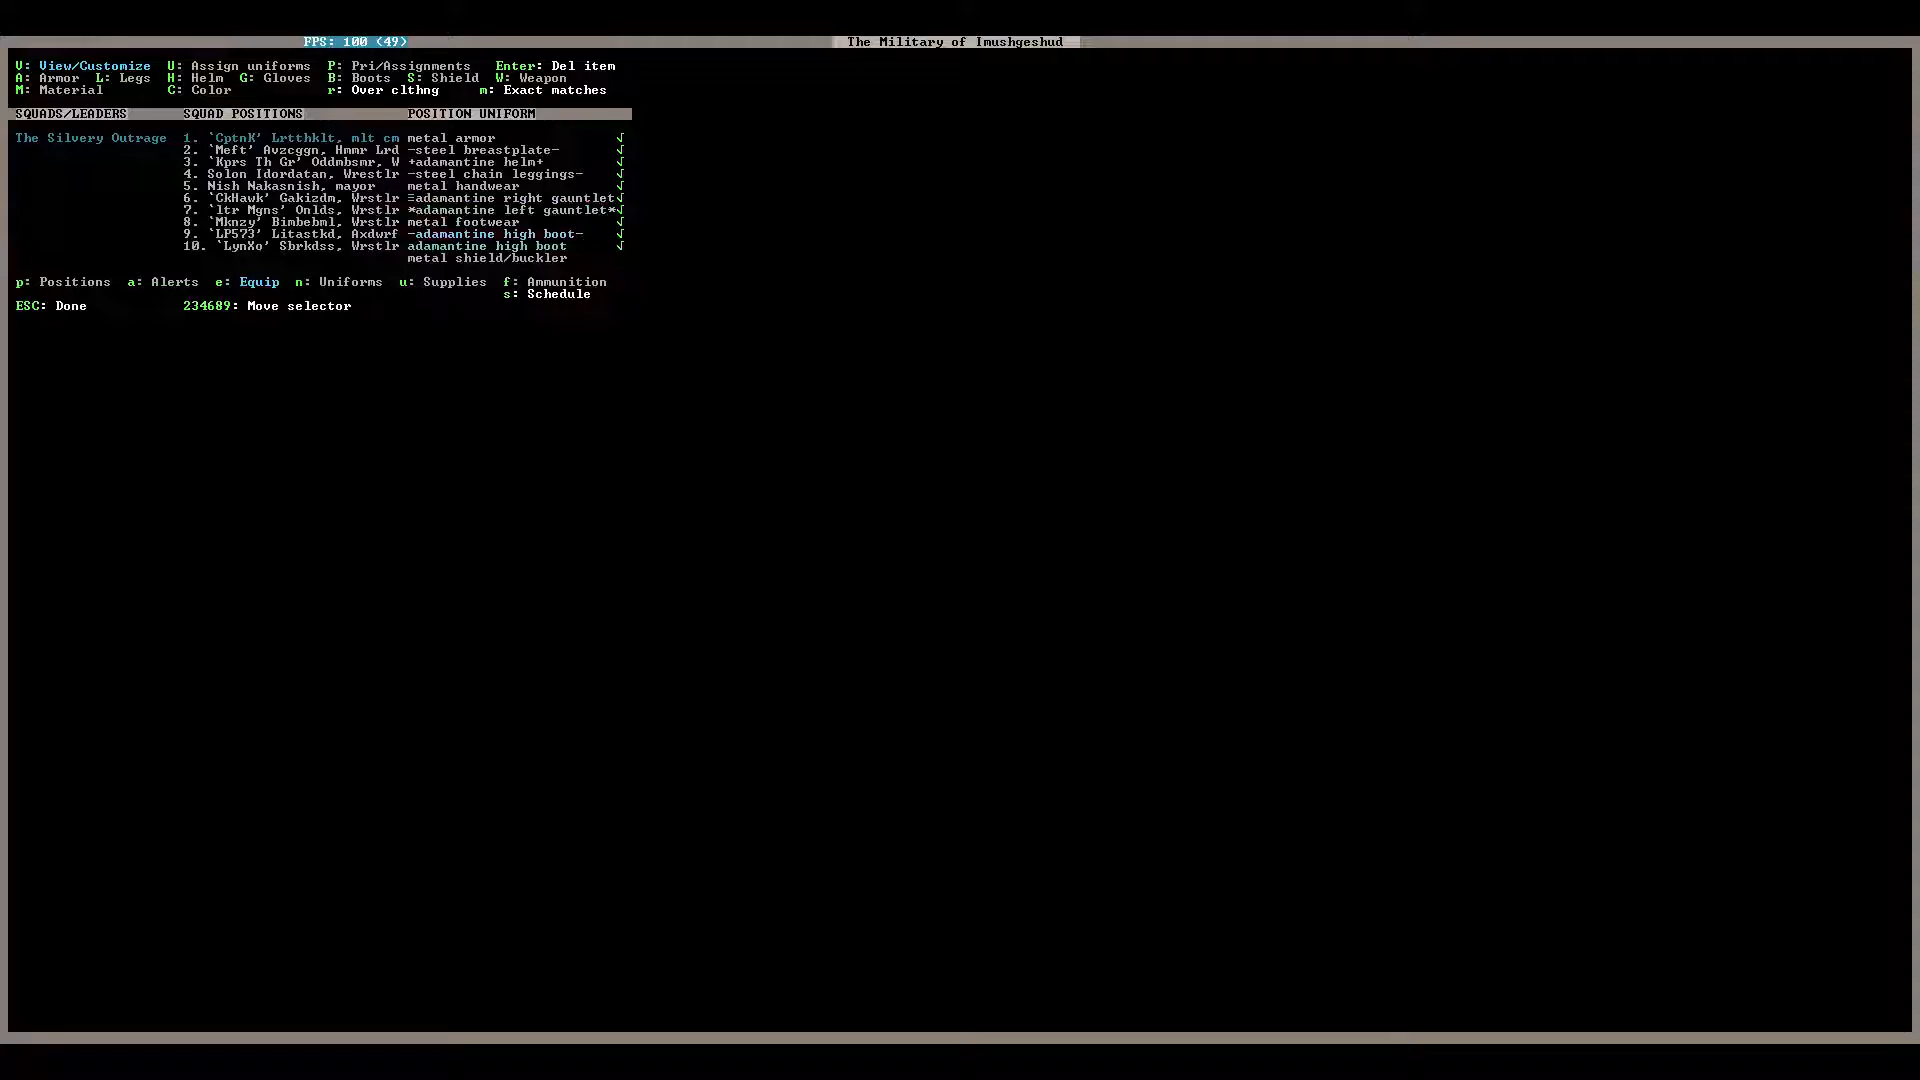 FPS: 100 (49) The Military of Imushgeshud
V: View/Customize U: Assign uniforms P: Pri/Assignments Enter: Del item
A: Armor L: Legs H: Helm G: Gloves B: Boots S: Shield W: Weapon
M: Material C: Color r: Over clthng m: Exact matches
SQUADS/LEADERS SQUAD POSITIONS POSITION UNIFORM
The Silvery Outrage 1. `CptnK' Lrtthklt, mlt cm metal armor √
2. `Meft' Avzcggn, Hmmr Lrd -steel breastplate- √
3. `Kprs Th Gr' Oddmbsmr, W +adamantine helm+ √
4. Solon Idordatan, Wrestlr -steel chain leggings- √
5. Nish Nakasnish, mayor metal handwear √
6. `CkHawk' Gakizdm, Wrstlr ≡adamantine right gauntlet√
7. `ltr Mgns' Onlds, Wrstlr *adamantine left gauntlet*√
8. `Mknzy' Bimbebml, Wrstlr metal footwear √
9. `LP573' Litastkd, Axdwrf -adamantine high boot- √
10. `LynXo' Sbrkdss, Wrstlr adamantine high boot √
metal shield/buckler
p: Positions a: Alerts e: Equip n: Uniforms u: Supplies f: Ammunition
s: Schedule
ESC: Done 234689: Move selector